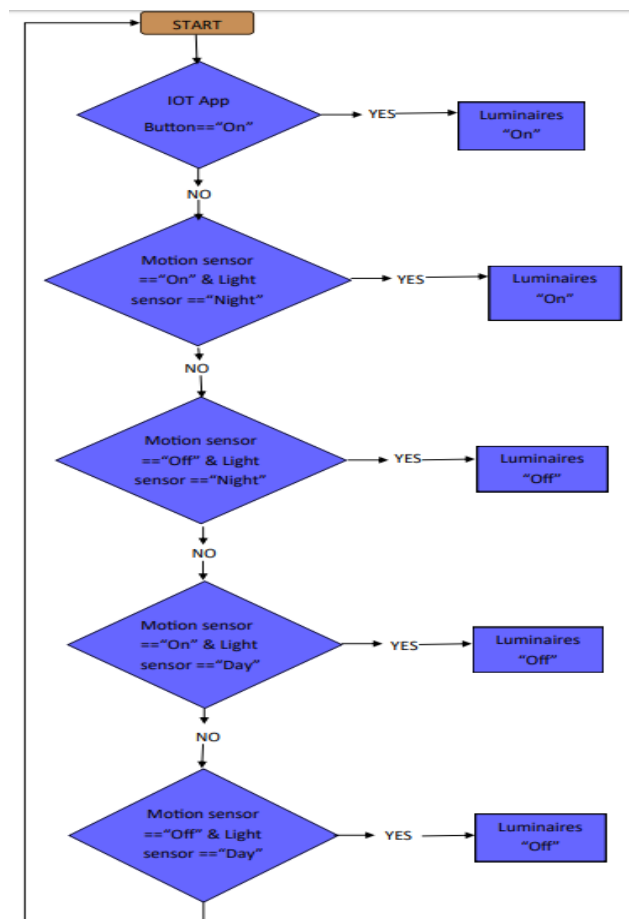 START
IOT App
Button==“On”
YES
Luminaires
“On”
NO
Motion sensor
==“On” & Light
sensor ==“Night”
YES
Luminaires
“On”
NO
Motion sensor
==“Off” & Light
sensor ==“Night”
YES
Luminaires
“Off”
NO
Motion sensor
==“On” & Light
sensor ==“Day”
YES
Luminaires
“Off”
NO
Motion sensor
==“Off” & Light
sensor ==“Day”
YES
Luminaires
“Off”